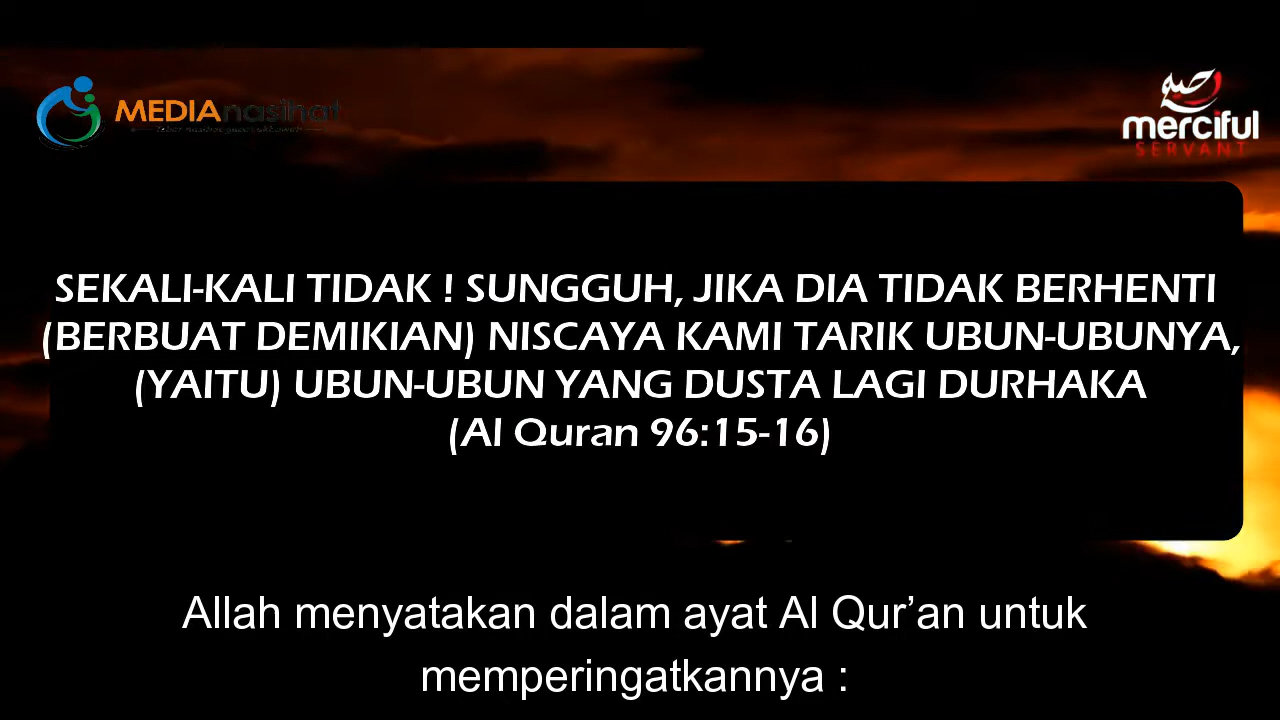 MEDIAnasihat
merciful
SERVANT
SEKALI-KALI TIDAK ! SUNGGUH, JIKA DIA TIDAK BERHENTI
(BERBUAT DEMIKIAN) NISCAYA KAMI TARIK UBUN-UBUNYA,
(YAITU) UBUN-UBUN YANG DUSTA LAGI DURHAKA
(Al Quran 96:15-16)
Allah menyatakan dalam ayat Al Qur’an untuk
memperingatkannya :